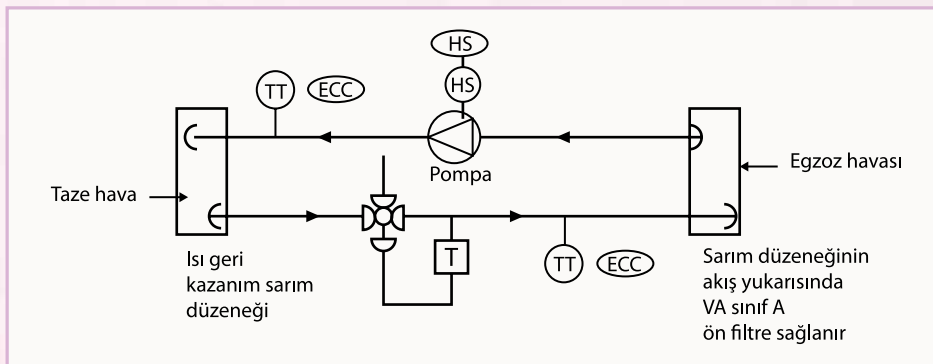 HS
HS
TT
ECC
Pompa
Egzoz havası
Taze hava
T
TT
ECC
Isı geri
kazanım sarım
düzeneği
Sarım düzeneğinin
akış yukarısında
VA sınıf A
ön filtre sağlanır